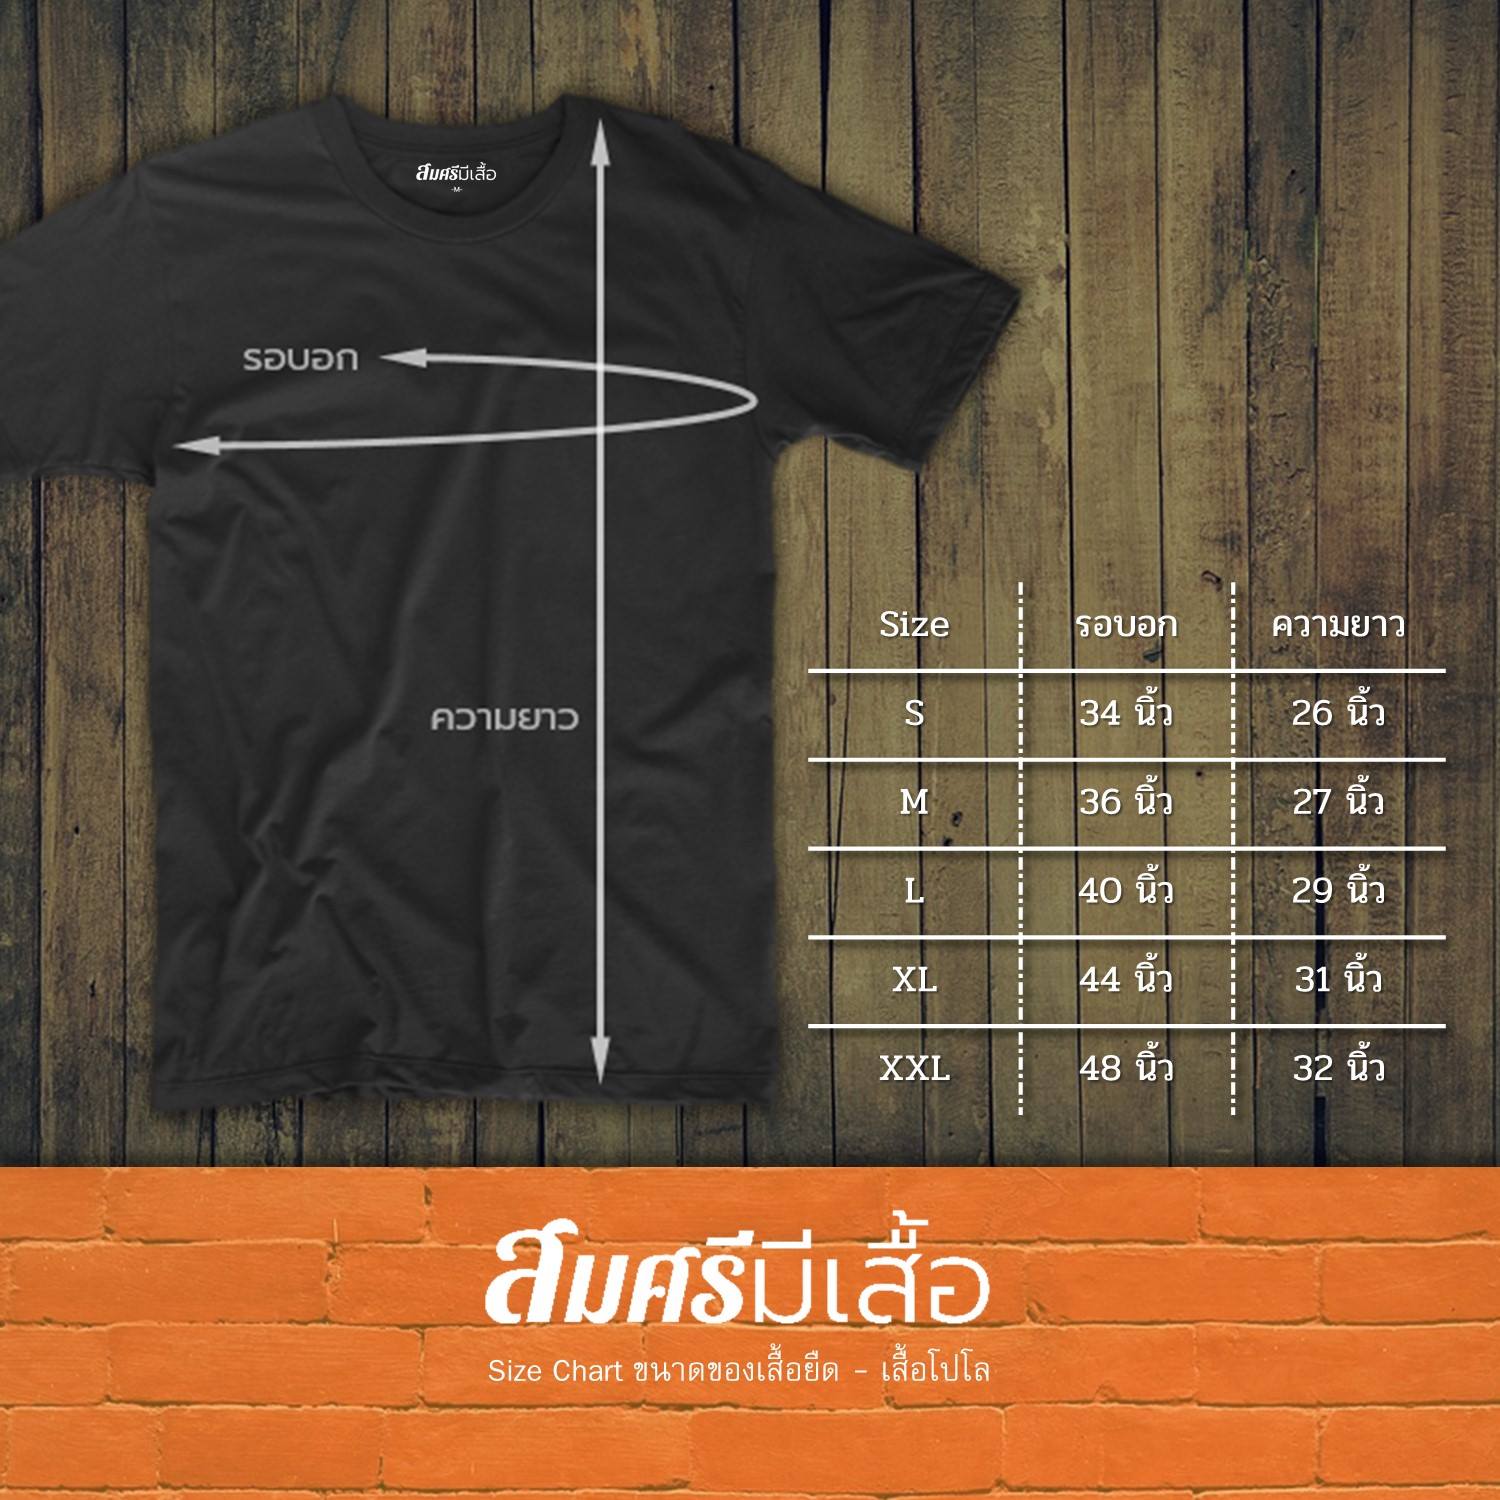 สมศรีมีเสื้อ
-M-
รอบอก
ความยาว
Size รอบอก ความยาว
S 34 นิ้ว 26 นิ้ว
M 36 นิ้ว 27 นิ้ว
L 40 นิ้ว 29 นิ้ว
XL 44 นิ้ว 31 นิ้ว
XXL 48 นิ้ว 32 นิ้ว
สมศรีมีเสื้อ
Size Chart ขนาดของเสื้อยืด - เสื้อโปโล